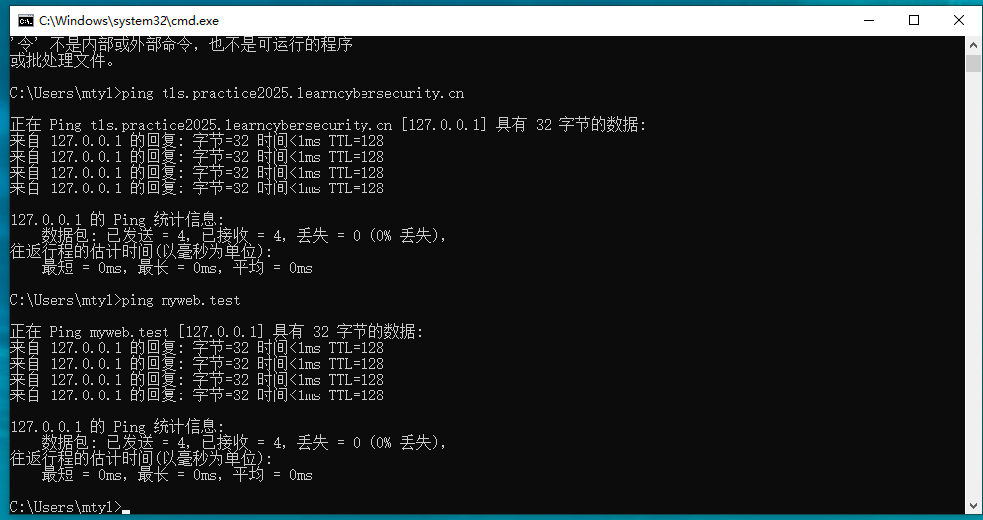 C:\Windows\system32\cmd.exe
'令' 不是内部或外部命令，也不是可运行的程序
或批处理文件。
C:\Users\mtyl>ping tls.practice2025.learncybersecurity.cn
正在 Ping tls.practice2025.learncybersecurity.cn [127.0.0.1] 具有 32 字节的数据:
来自 127.0.0.1 的回复: 字节=32 时间<1ms TTL=128
来自 127.0.0.1 的回复: 字节=32 时间<1ms TTL=128
来自 127.0.0.1 的回复: 字节=32 时间<1ms TTL=128
来自 127.0.0.1 的回复: 字节=32 时间<1ms TTL=128
127.0.0.1 的 Ping 统计信息:
数据包: 已发送 = 4，已接收 = 4，丢失 = 0 (0% 丢失)，
往返行程的估计时间(以毫秒为单位):
最短 = 0ms，最长 = 0ms，平均 = 0ms
C:\Users\mtyl>ping myweb.test
正在 Ping myweb.test [127.0.0.1] 具有 32 字节的数据:
来自 127.0.0.1 的回复: 字节=32 时间<1ms TTL=128
来自 127.0.0.1 的回复: 字节=32 时间<1ms TTL=128
来自 127.0.0.1 的回复: 字节=32 时间<1ms TTL=128
来自 127.0.0.1 的回复: 字节=32 时间<1ms TTL=128
127.0.0.1 的 Ping 统计信息:
数据包: 已发送 = 4，已接收 = 4，丢失 = 0 (0% 丢失)，
往返行程的估计时间(以毫秒为单位):
最短 = 0ms，最长 = 0ms，平均 = 0ms
C:\Users\mtyl>